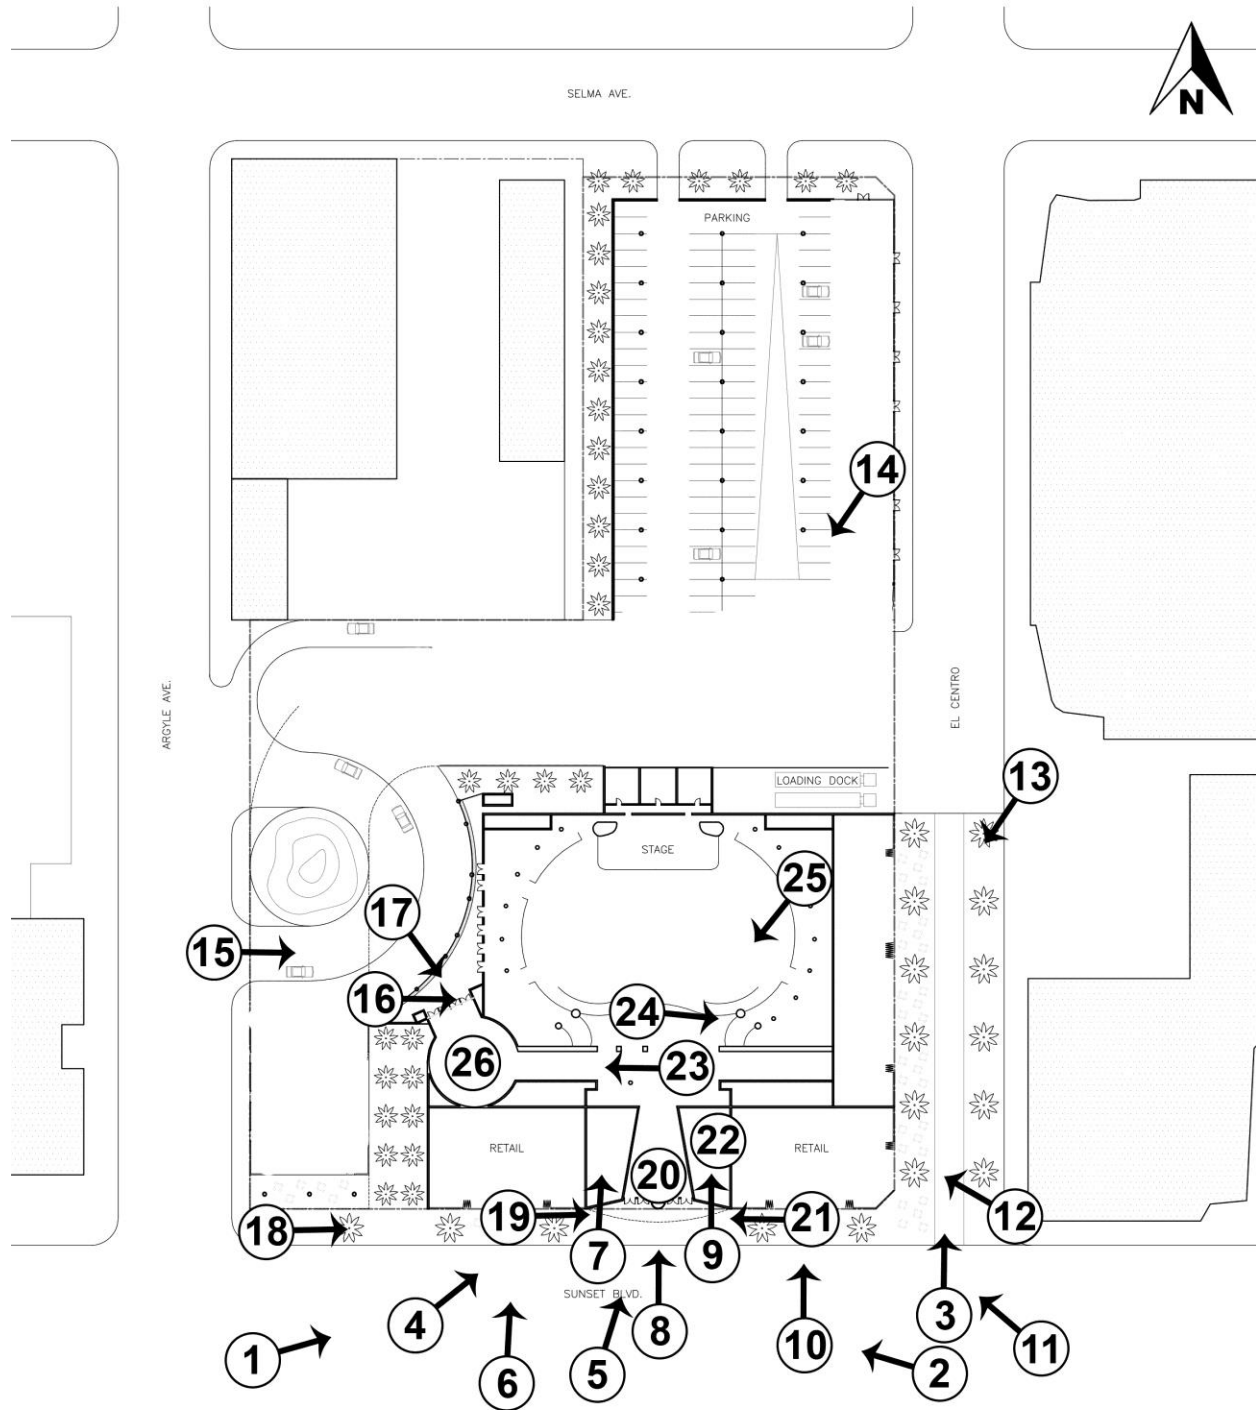 SELMA AVE.
N
PARKING
14
ARGYLE AVE.
EL CENTRO
LOADING DOCK
13
STAGE
25
17
15
16
24
26
23
RETAIL
22
RETAIL
20
18
19
21
12
7
9
SUNSET BLVD.
4
3
8
10
11
1
6
5
2